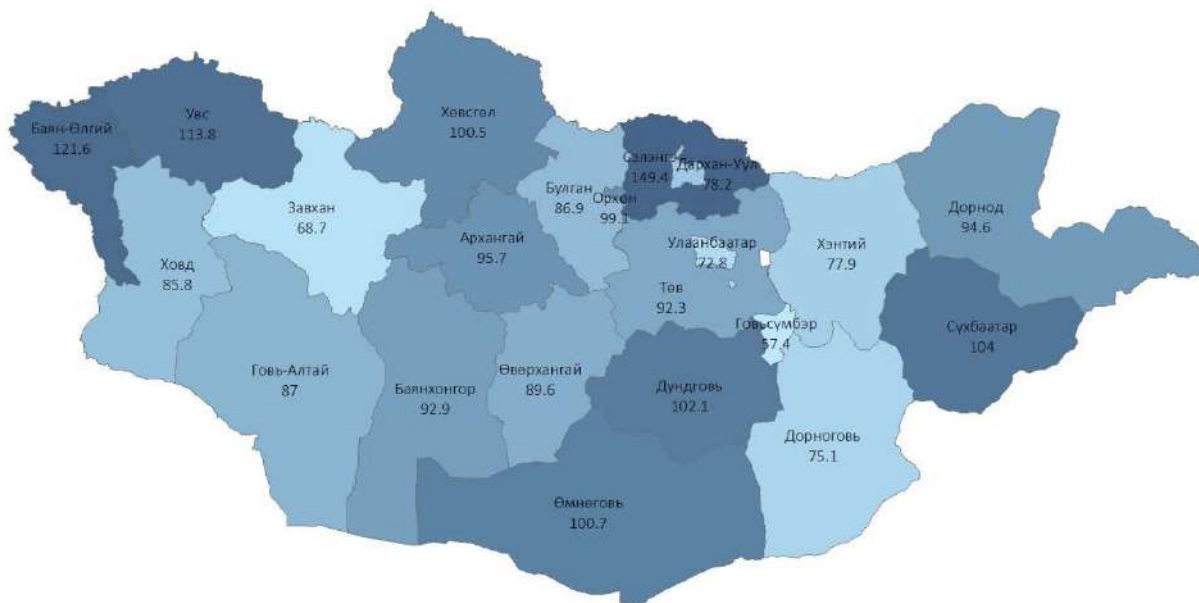 Баян-Өлгий
121.6
Увс
113.8
Хөвсгөл
100.5
Завхан
68.7
Ховд
85.8
Говь-Алтай
87
Баянхонгор
92.9
Архангай
95.7
Өвөрхангай
89.6
Булган
86.9
Орхон
99.1
Сэлэнгэ
149.4
Дархан-Уул
78.2
Улаанбаатар
72.8
Төв
92.3
Говьсүмбэр
57.4
Дундговь
102.1
Өмнөговь
100.7
Дорноговь
75.1
Хэнтий
77.9
Дорнод
94.6
Сүхбаатар
104